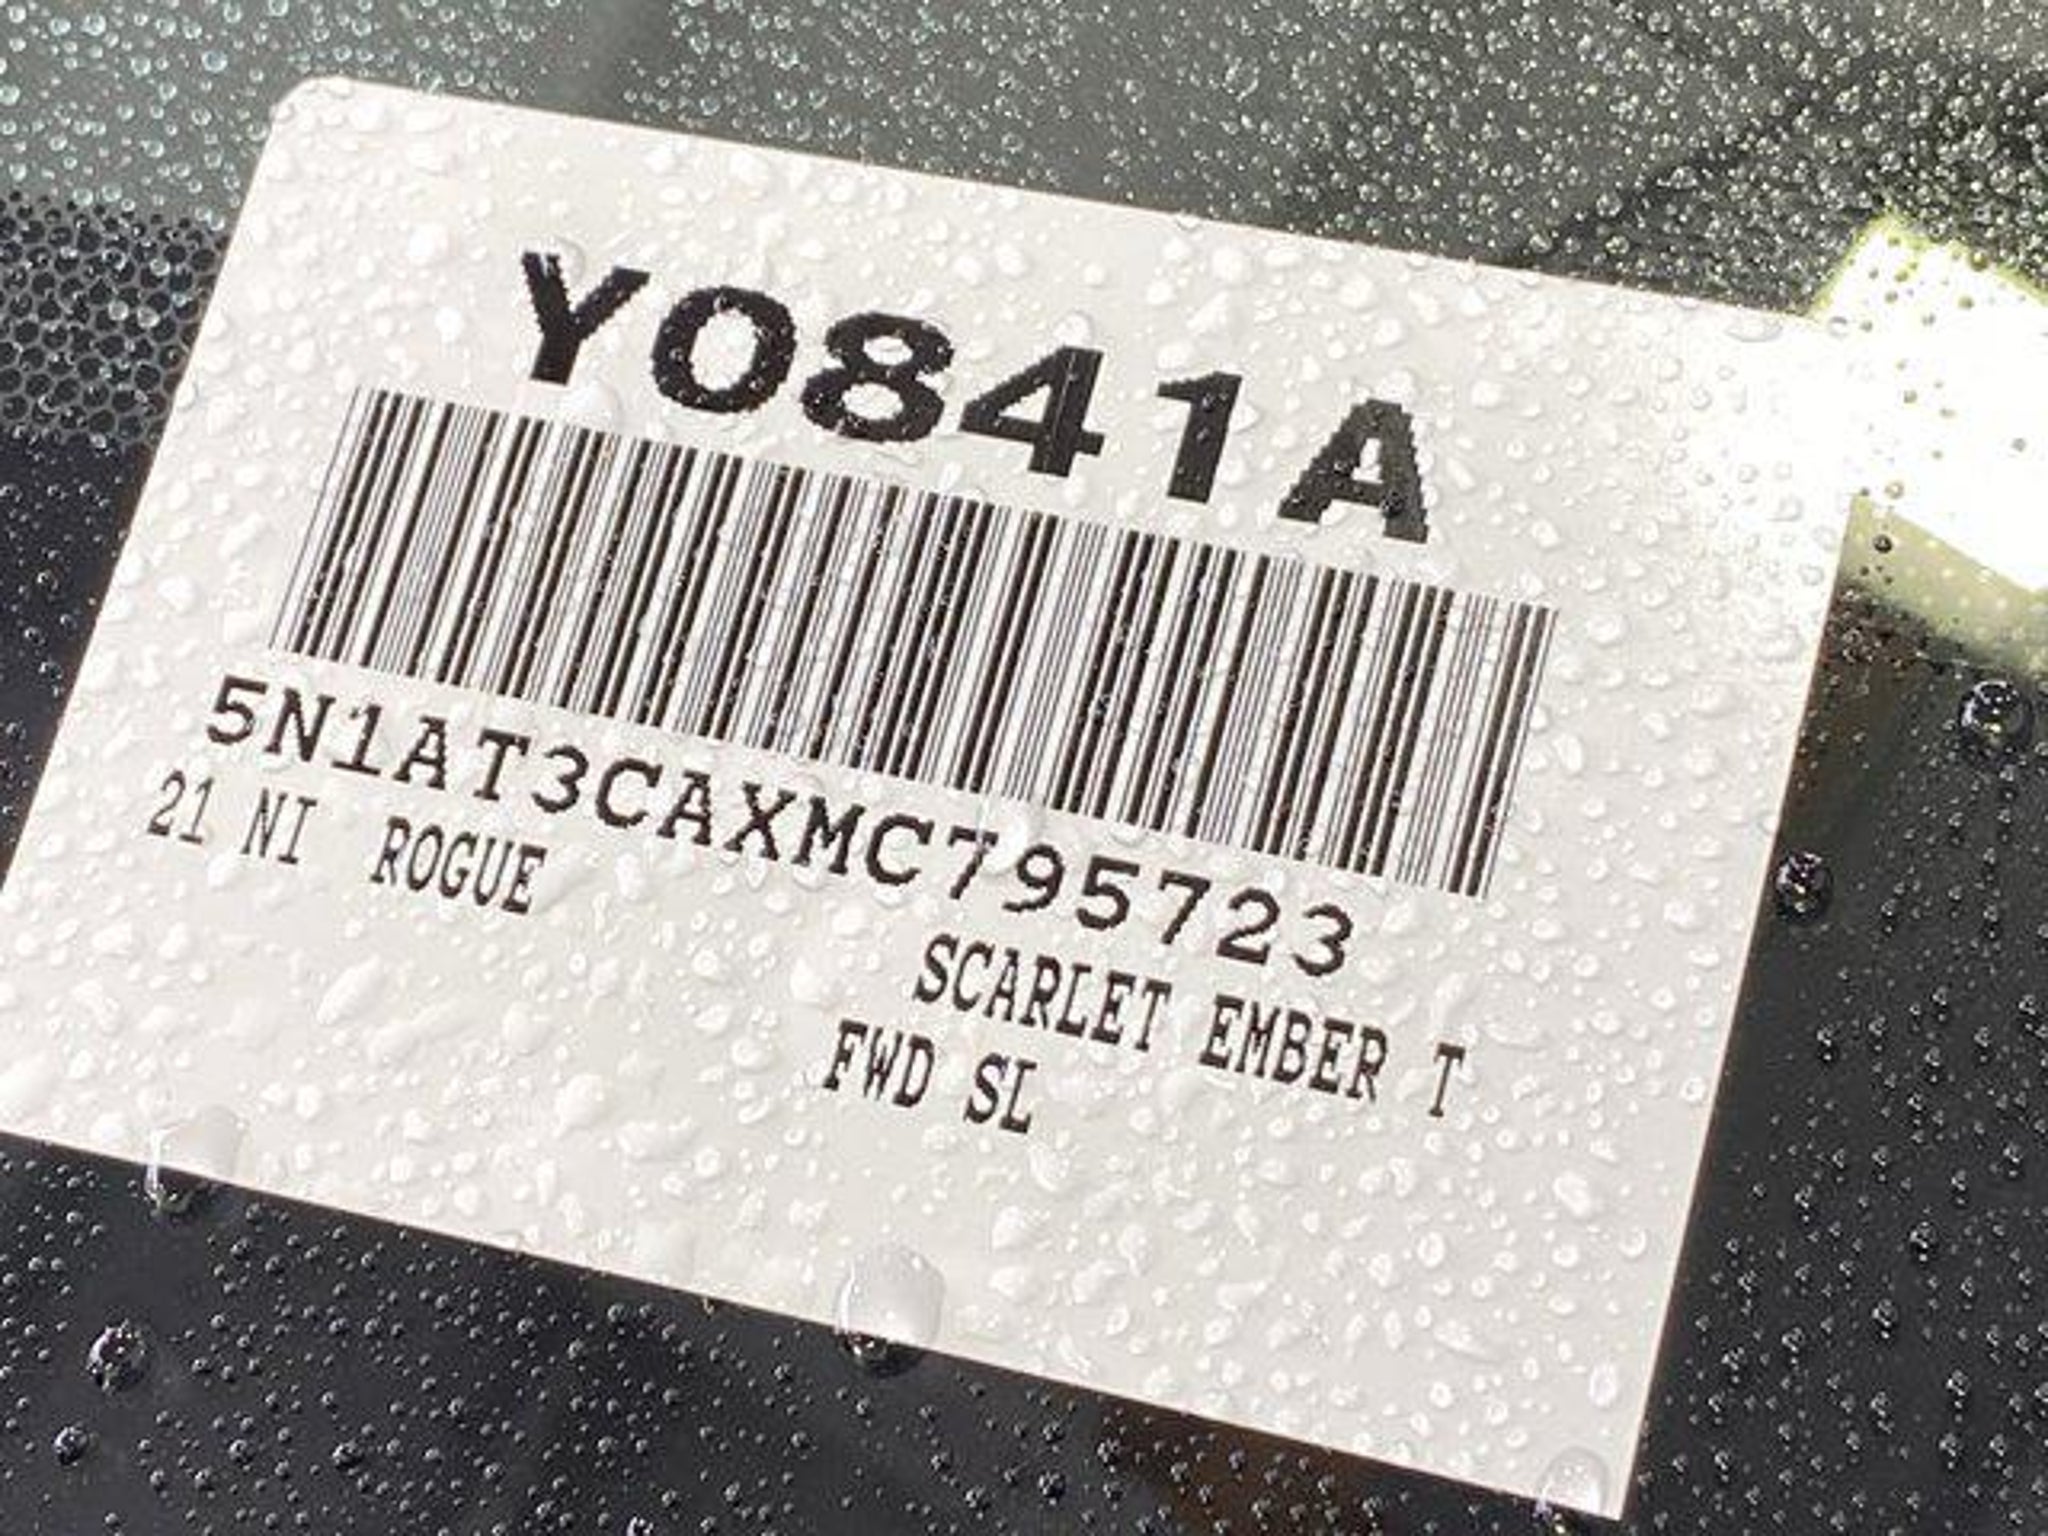 Y0841A
5N1AT3CAXMC795723
21 NI ROGUE
SCARLET EMBER T
FWD SL